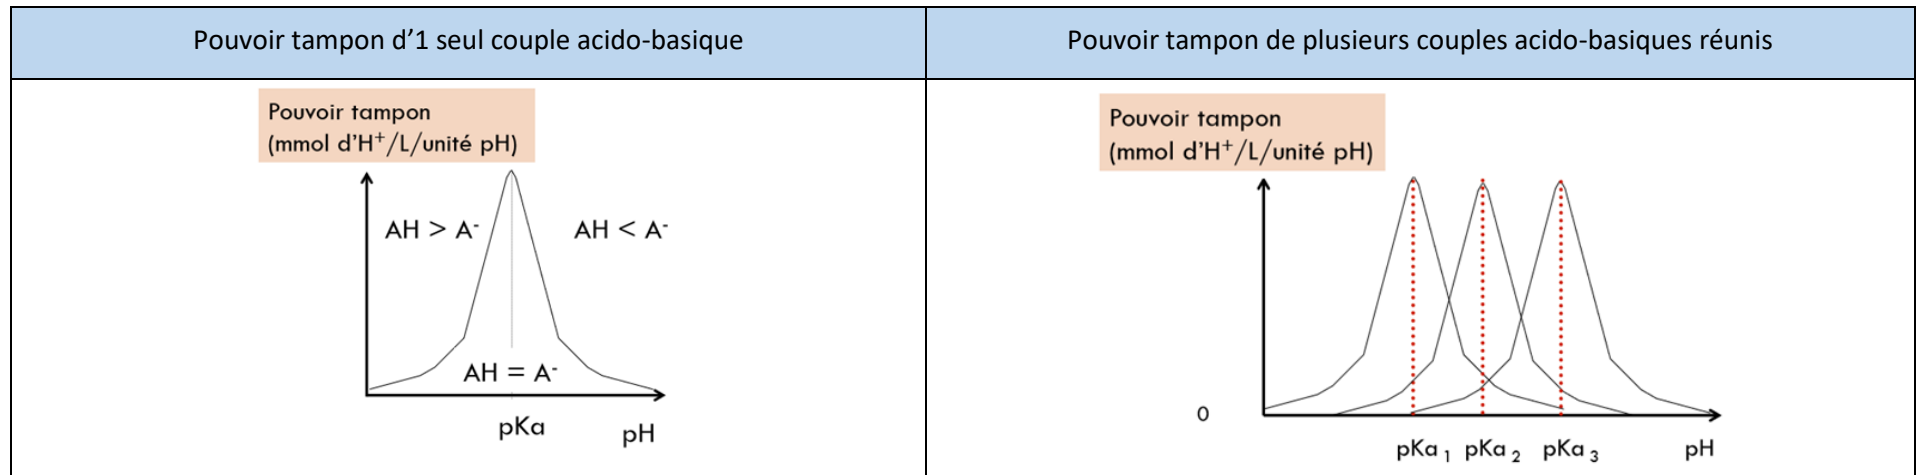 Pouvoir tampon d’1 seul couple acido-basique
Pouvoir tampon de plusieurs couples acido-basiques réunis
Pouvoir tampon
(mmol d'H⁺/L/unité pH)
AH > A-
AH < A-
AH = A-
pKa
pH
Pouvoir tampon
(mmol d'H⁺/L/unité pH)
0
pKa ₁ pKa ₂ pKa ₃ pH